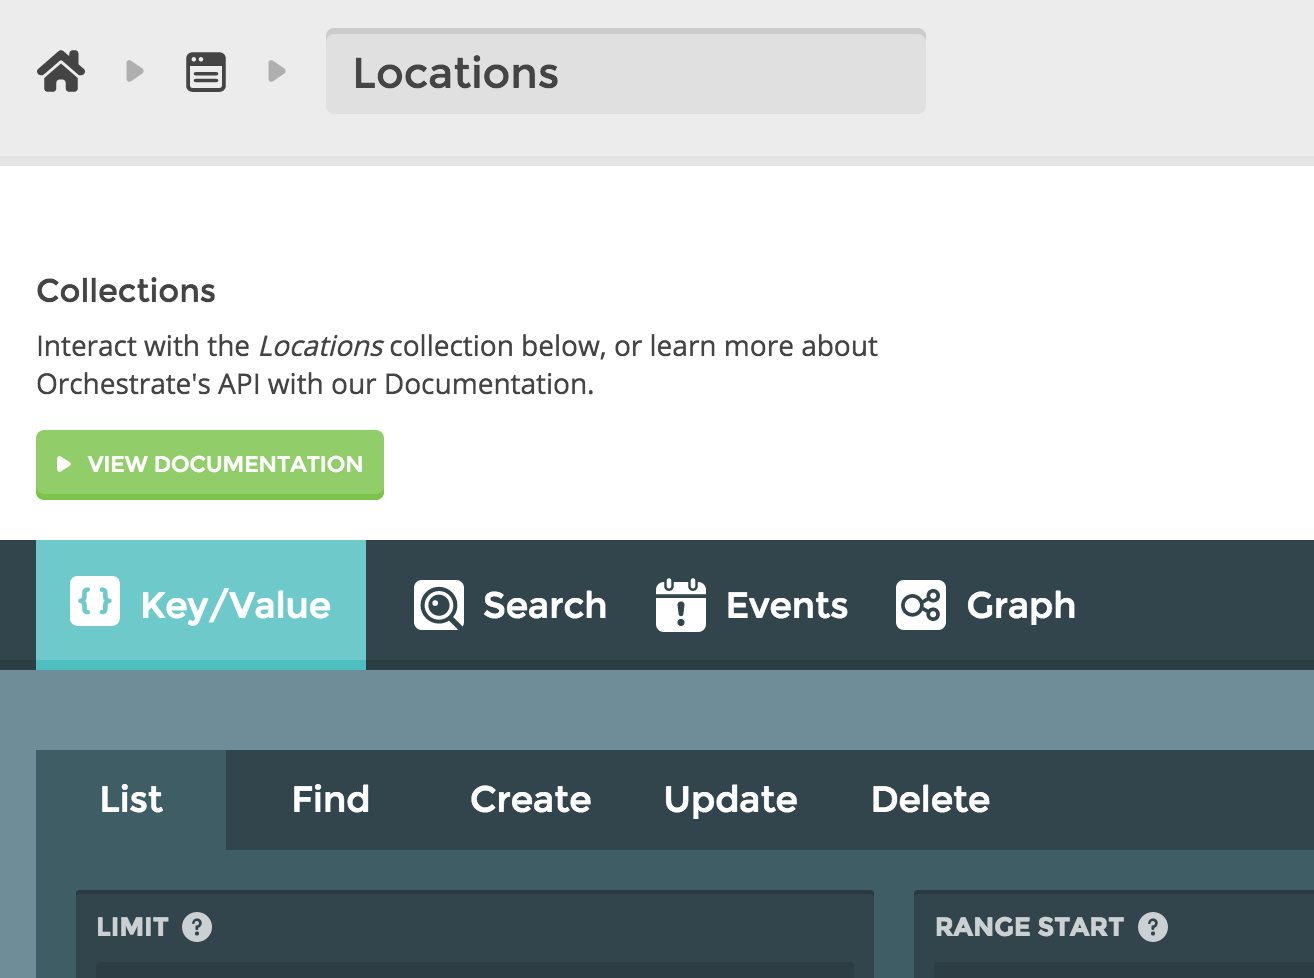 Locations
Collections
Interact with the Locations collection below, or learn more about
Orchestrate's API with our Documentation.
VIEW DOCUMENTATION
Key/Value Search Events Graph
List Find Create Update Delete
LIMIT ? RANGE START ?